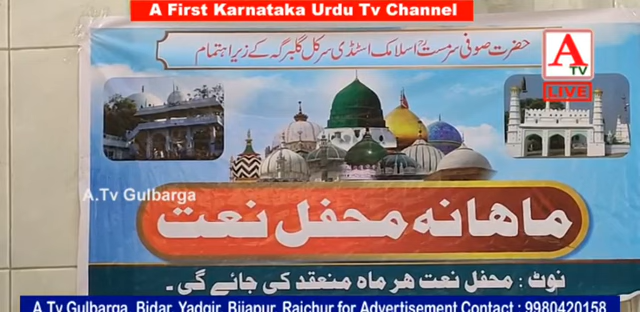 A First Karnataka Urdu Tv Channel
حضرت صوفی سرمستؒ اسلامک اسٹڈی سرکل گلبرگہ کے زیر اہتمام
A
TV
LIVE
A.Tv Gulbarga
ماہانہ محفل نعت
نوٹ : محفل نعت ہر ماہ منعقد کی جائے گی ۔
A.Tv Gulbarga, Bidar, Yadgir, Bijapur, Raichur for Advertisement Contact : 9980420158